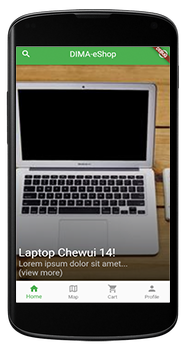 DIMA-eShop
Laptop Chewui 14!
Lorem ipsum dolor sit amet...
(view more)
Home
Map
Cart
Profile